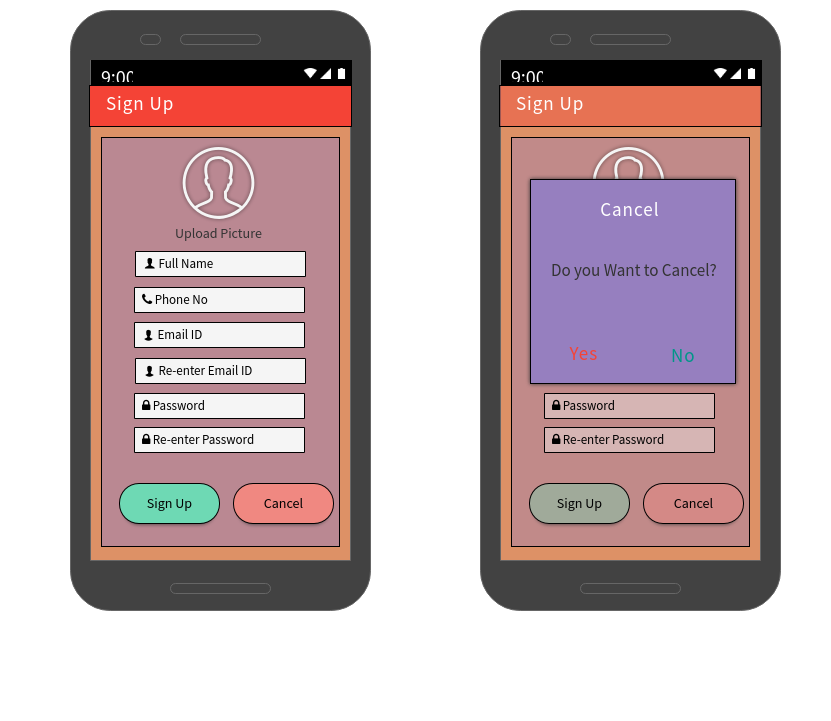 9:00
Sign Up
Upload Picture
Full Name
Phone No
Email ID
Re-enter Email ID
Password
Re-enter Password
Sign Up
Cancel
9:00
Sign Up
Cancel
Do you Want to Cancel?
Yes
No
Password
Re-enter Password
Sign Up
Cancel